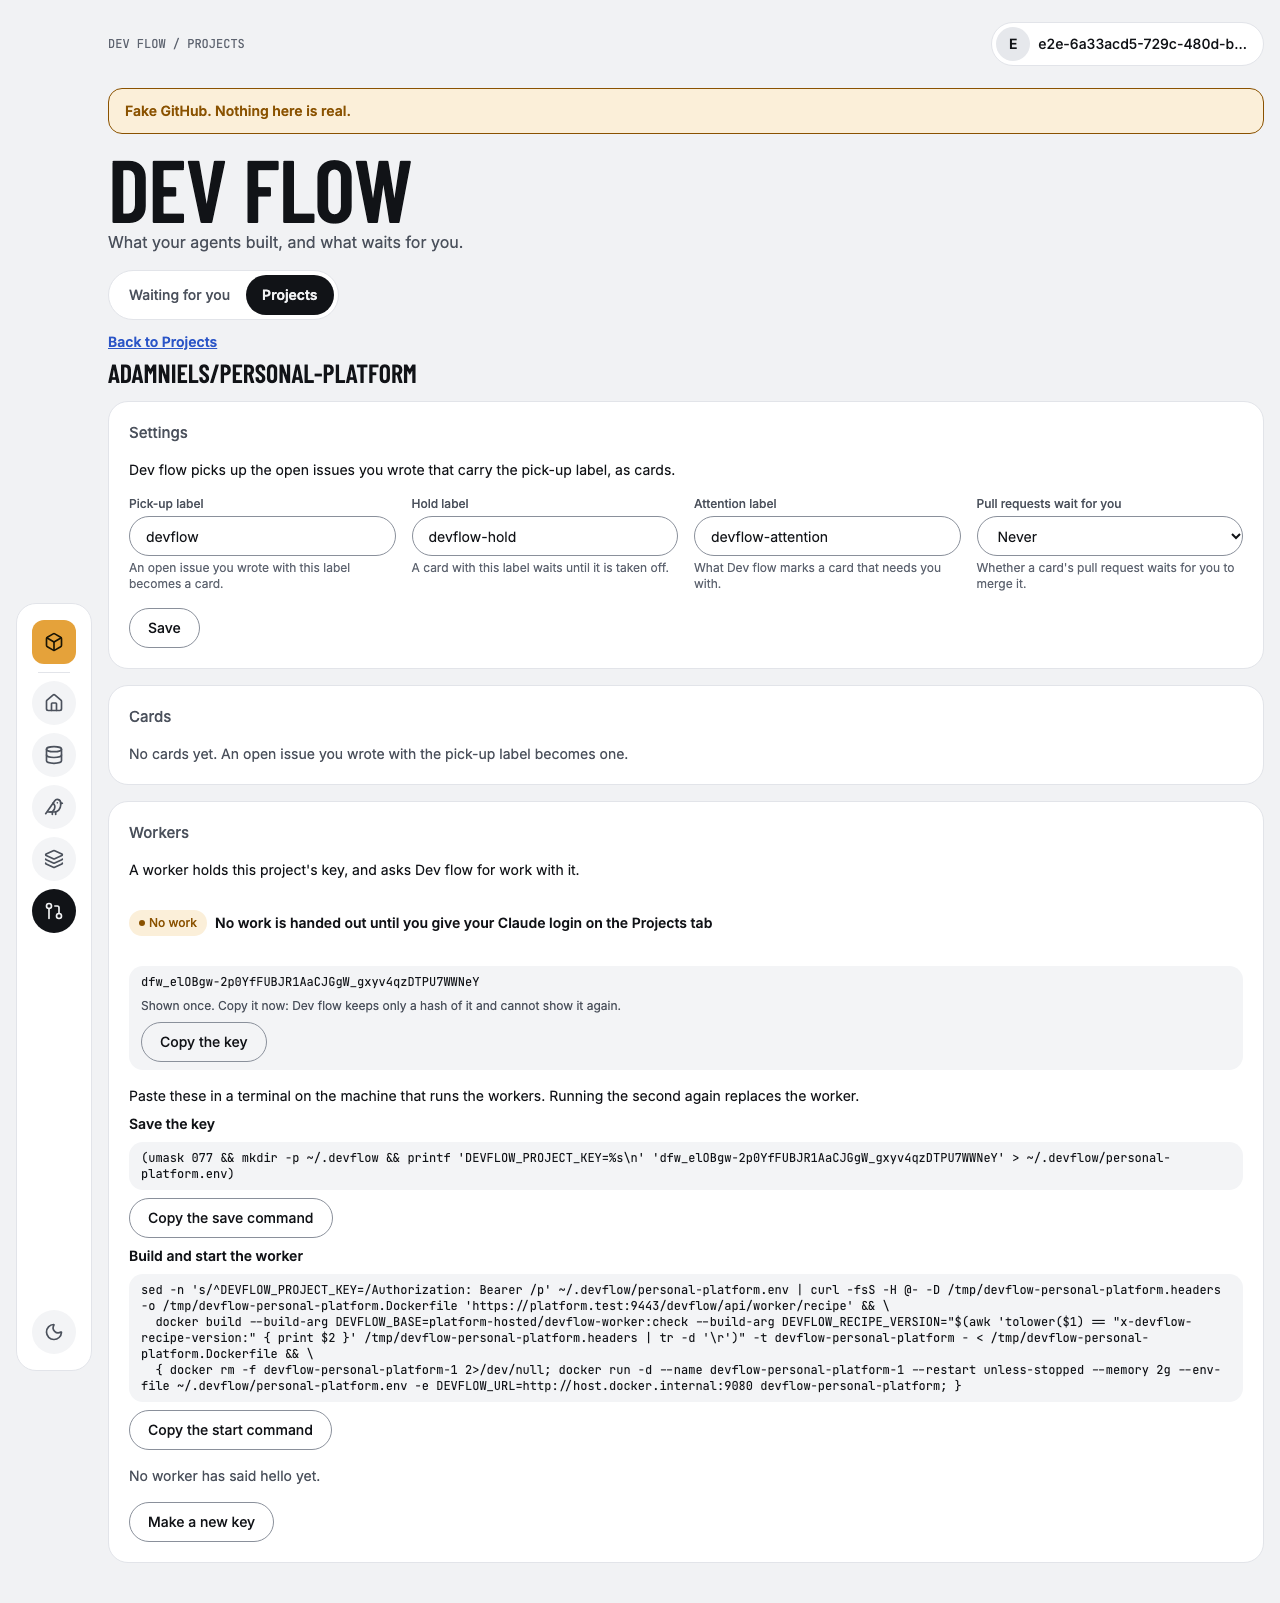 DEV FLOW / PROJECTS
E
e2e-6a33acd5-729c-480d-b...
Fake GitHub. Nothing here is real.
DEV FLOW
What your agents built, and what waits for you.
Waiting for you
Projects
Back to Projects
ADAMNIELS/PERSONAL-PLATFORM
Settings
Dev flow picks up the open issues you wrote that carry the pick-up label, as cards.
Pick-up label
devflow
An open issue you wrote with this label
becomes a card.
Hold label
devflow-hold
A card with this label waits until it is taken off.
Attention label
devflow-attention
What Dev flow marks a card that needs you
with.
Pull requests wait for you
Never
Whether a card's pull request waits for you to
merge it.
Save
Cards
No cards yet. An open issue you wrote with the pick-up label becomes one.
Workers
A worker holds this project's key, and asks Dev flow for work with it.
No work
No work is handed out until you give your Claude login on the Projects tab
dfw_elOBgw-2p0YfFUBJR1AaCJGgW_gxyv4qzDTPU7WWNeY
Shown once. Copy it now: Dev flow keeps only a hash of it and cannot show it again.
Copy the key
Paste these in a terminal on the machine that runs the workers. Running the second again replaces the worker.
Save the key
(umask 077 && mkdir -p ~/.devflow && printf 'DEVFLOW_PROJECT_KEY=%s\n' 'dfw_elOBgw-2p0YfFUBJR1AaCJGgW_gxyv4qzDTPU7WWNeY' > ~/.devflow/personal-
platform.env)
Copy the save command
Build and start the worker
sed -n 's/^DEVFLOW_PROJECT_KEY=/Authorization: Bearer /p' ~/.devflow/personal-platform.env | curl -fsS -H @- -D /tmp/devflow-personal-platform.headers
-o /tmp/devflow-personal-platform.Dockerfile 'https://platform.test:9443/devflow/api/worker/recipe' && \
docker build --build-arg DEVFLOW_BASE=platform-hosted/devflow-worker:check --build-arg DEVFLOW_RECIPE_VERSION="$(awk 'tolower($1) == "x-devflow-
recipe-version:" { print $2 }' /tmp/devflow-personal-platform.headers | tr -d '\r')" -t devflow-personal-platform - < /tmp/devflow-personal-
platform.Dockerfile && \
{ docker rm -f devflow-personal-platform-1 2>/dev/null; docker run -d --name devflow-personal-platform-1 --restart unless-stopped --memory 2g --env-
file ~/.devflow/personal-platform.env -e DEVFLOW_URL=http://host.docker.internal:9080 devflow-personal-platform; }
Copy the start command
No worker has said hello yet.
Make a new key